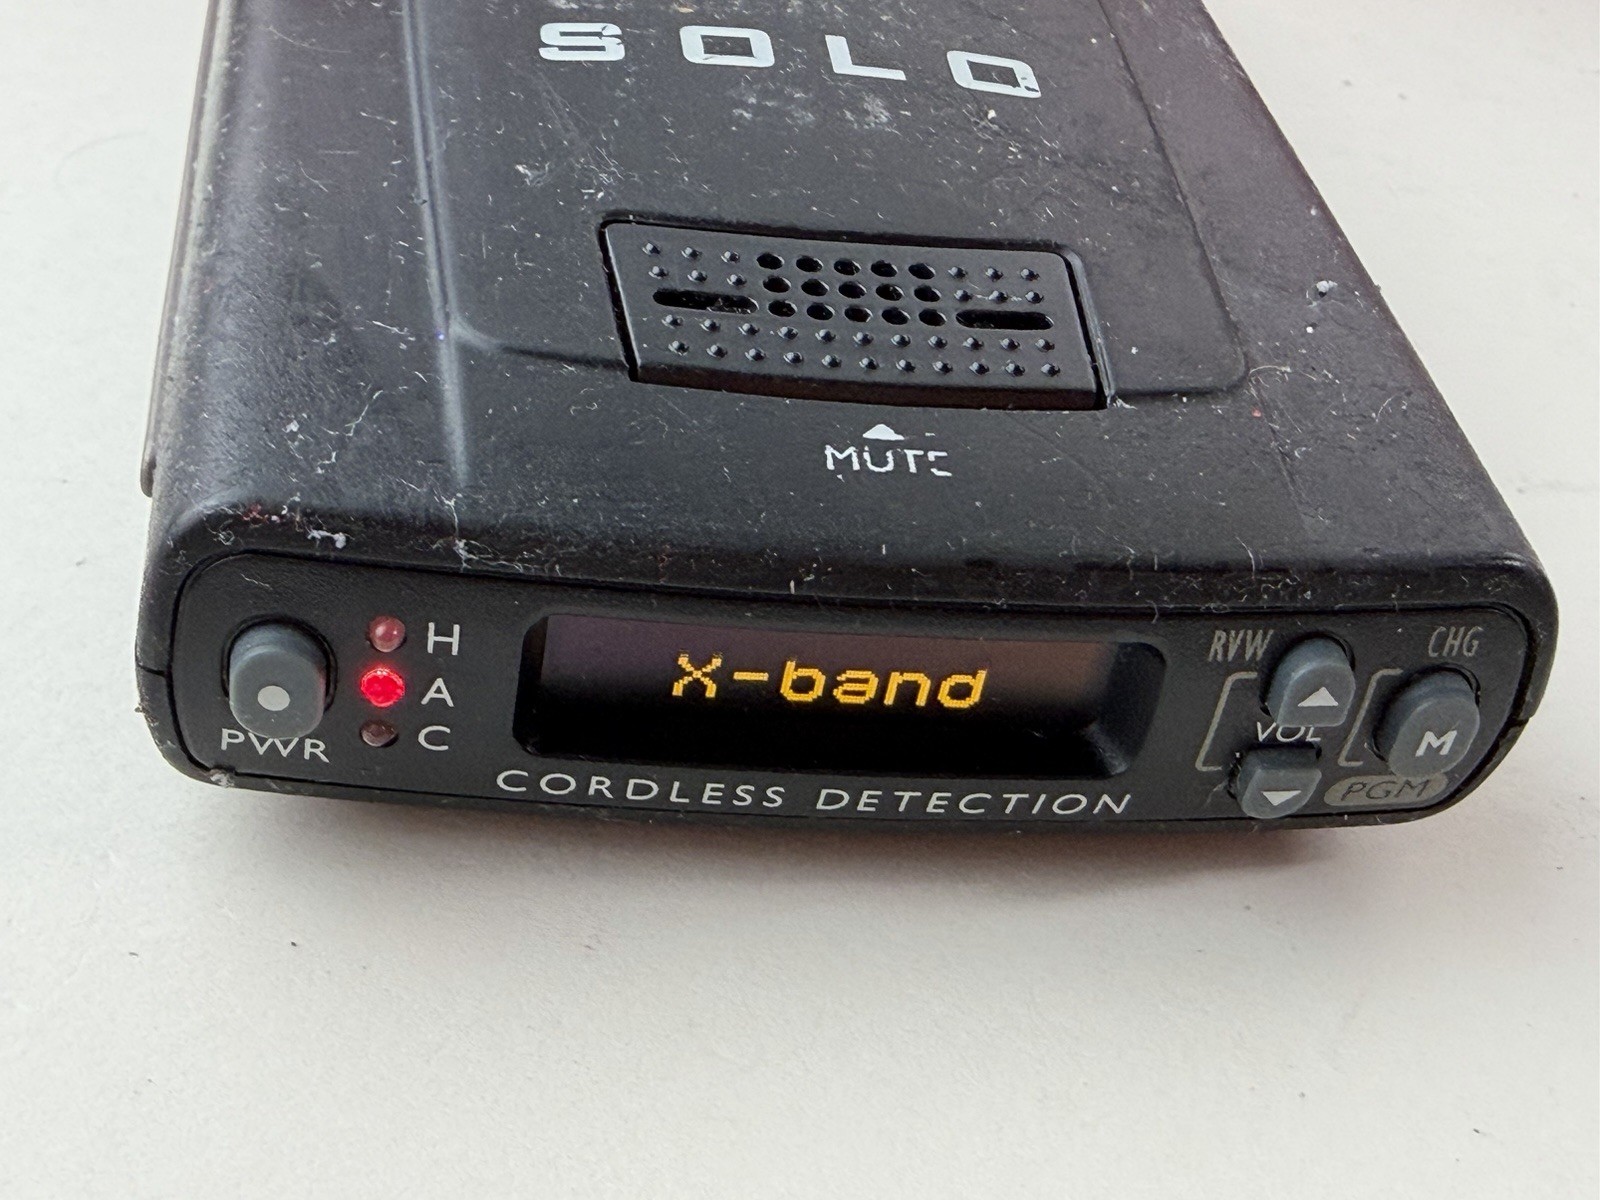 SOLO
MUTE
RVW
CHG
H
A
C
PWR
X-band
VOL
M
PGM
CORDLESS DETECTION